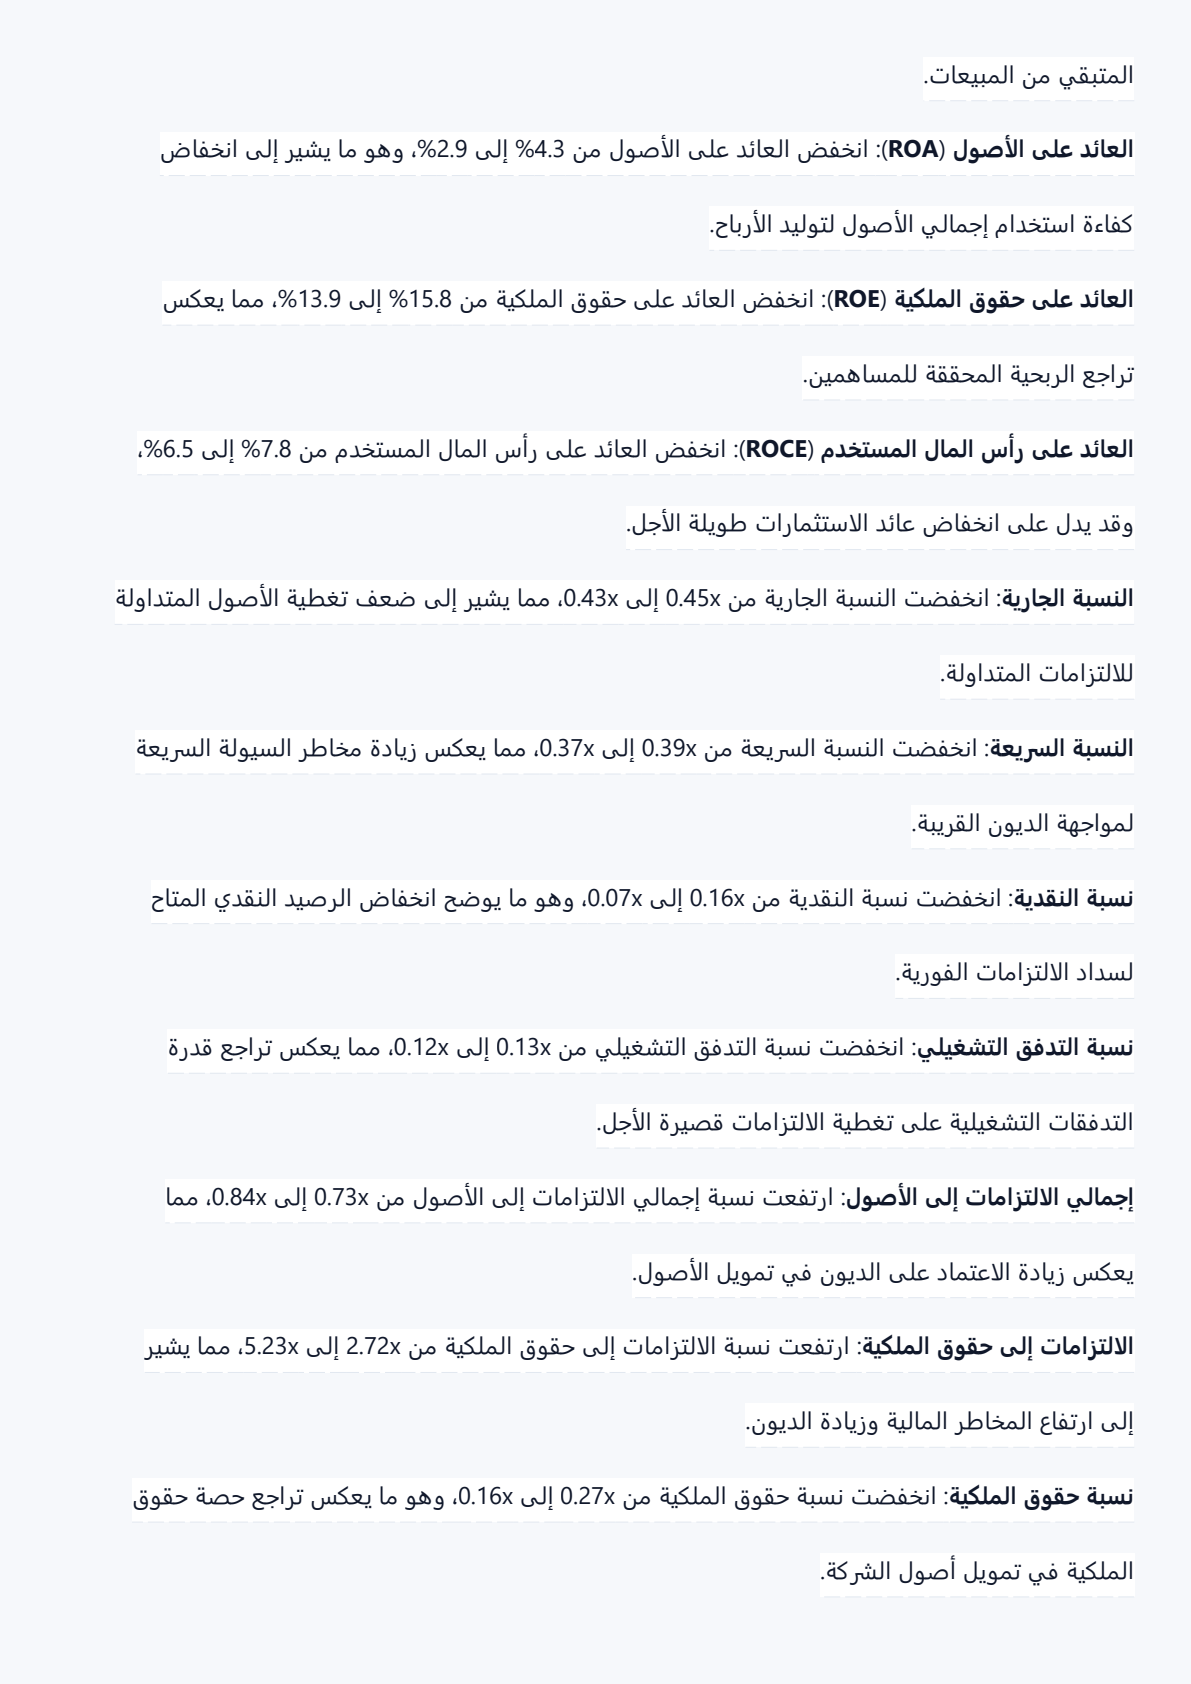 المتبقي من المبيعات.
العائد على الأصول (ROA): انخفض العائد على الأصول من 4.3% إلى 2.9%، وهو ما يشير إلى انخفاض
كفاءة استخدام إجمالي الأصول لتوليد الأرباح.
العائد على حقوق الملكية (ROE): انخفض العائد على حقوق الملكية من 15.8% إلى 13.9%، مما يعكس
تراجع الربحية المحققة للمساهمين.
العائد على رأس المال المستخدم (ROCE): انخفض العائد على رأس المال المستخدم من 7.8% إلى 6.5%،
وقد يدل على انخفاض عائد الاستثمارات طويلة الأجل.
النسبة الجارية: انخفضت النسبة الجارية من 0.45x إلى 0.43x، مما يشير إلى ضعف تغطية الأصول المتداولة
للالتزامات المتداولة.
النسبة السريعة: انخفضت النسبة السريعة من 0.39x إلى 0.37x، مما يعكس زيادة مخاطر السيولة السريعة
لمواجهة الديون القريبة.
نسبة النقدية: انخفضت نسبة النقدية من 0.16x إلى 0.07x، وهو ما يوضح انخفاض الرصيد النقدي المتاح
لسداد الالتزامات الفورية.
نسبة التدفق التشغيلي: انخفضت نسبة التدفق التشغيلي من 0.13x إلى 0.12x، مما يعكس تراجع قدرة
التدفقات التشغيلية على تغطية الالتزامات قصيرة الأجل.
إجمالي الالتزامات إلى الأصول: ارتفعت نسبة إجمالي الالتزامات إلى الأصول من 0.73x إلى 0.84x، مما
يعكس زيادة الاعتماد على الديون في تمويل الأصول.
الالتزامات إلى حقوق الملكية: ارتفعت نسبة الالتزامات إلى حقوق الملكية من 2.72x إلى 5.23x، مما يشير
إلى ارتفاع المخاطر المالية وزيادة الديون.
نسبة حقوق الملكية: انخفضت نسبة حقوق الملكية من 0.27x إلى 0.16x، وهو ما يعكس تراجع حصة حقوق
الملكية في تمويل أصول الشركة.